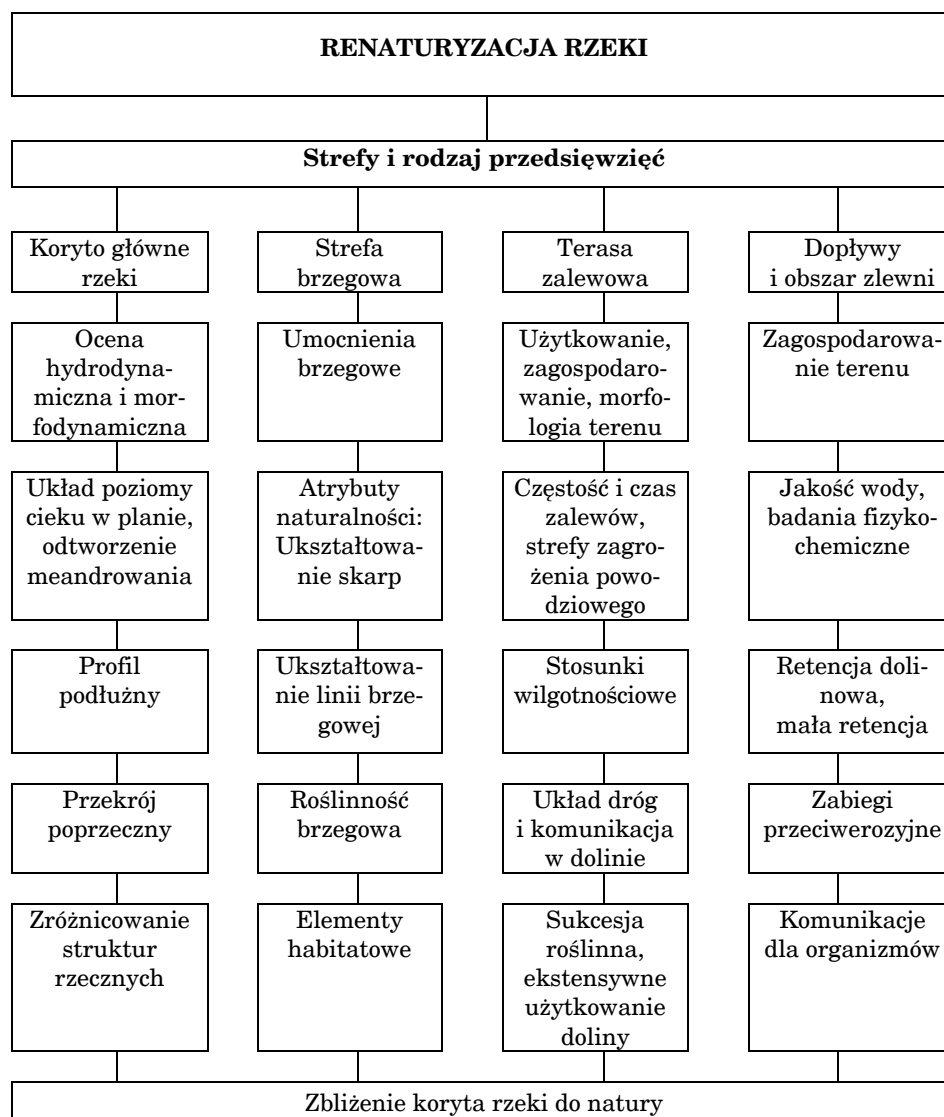 RENATURYZACJA RZEKI
Strefy i rodzaj przedsięwzięć
Koryto główne
rzeki
Strefa
brzegowa
Terasa
zalewowa
Dopływy
i obszar zlewni
Ocena
hydrodyna-
miczna i mor-
fodynamiczna
Umocnienia
brzegowe
Użytkowanie,
zagospodaro-
wanie, morfo-
logia terenu
Zagospodarowa-
nie terenu
Układ poziomy
cieku w planie,
odtworzenie
meandrowania
Atrybuty
naturalności:
Ukształtowa-
nie skarp
Częstość i czas
zalewów,
strefy zagro-
żenia powo-
dziowego
Jakość wody,
badania fizyko-
chemiczne
Profil
podłużny
Ukształtowa-
nie linii brze-
gowej
Stosunki
wilgotnościowe
Retencja doli-
nowa,
mała retencja
Przekrój
poprzeczny
Roślinność
brzegowa
Układ dróg
i komunikacja
w dolinie
Zabiegi
przeciwerozyjne
Zróżnicowanie
struktur
rzecznych
Elementy
habitatowe
Sukcesja
roślinna,
ekstensywne
użytkowanie
doliny
Komunikacje
dla organizmów
Zbliżenie koryta rzeki do natury